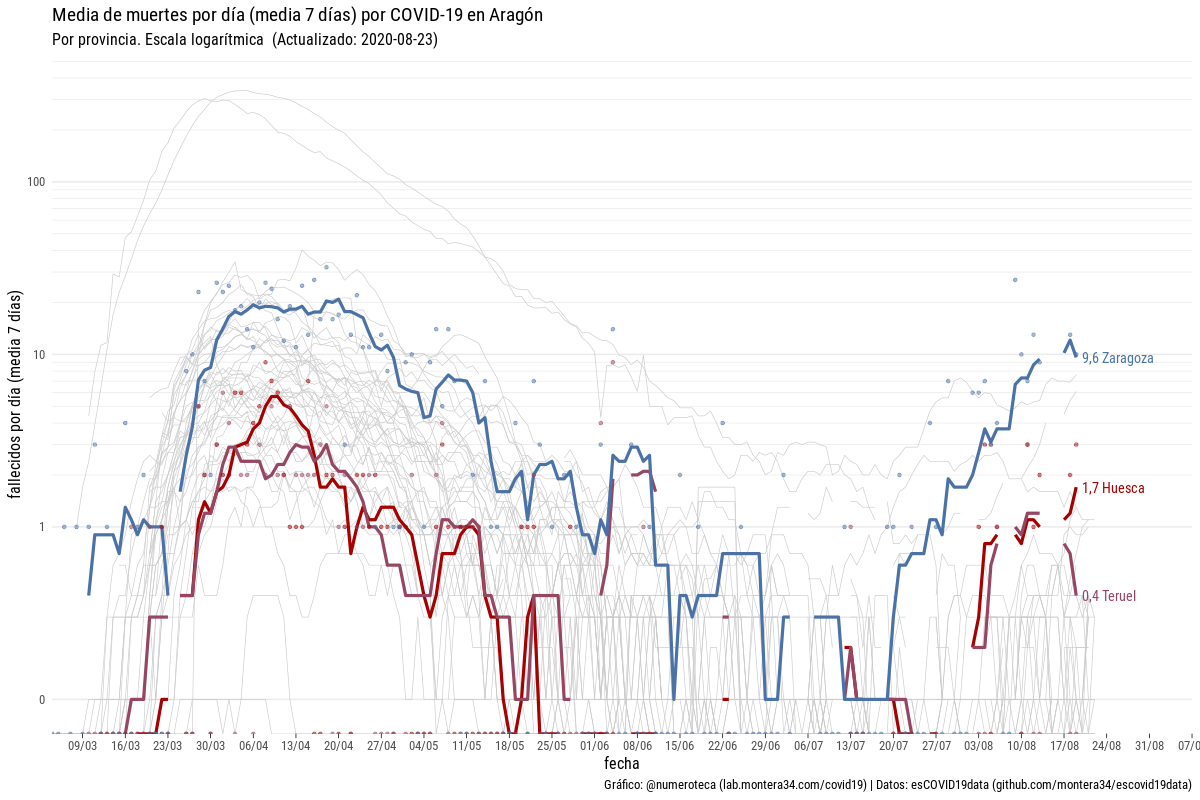 Media de muertes por día (media 7 días) por COVID-19 en Aragón
Por provincia. Escala logarítmica (Actualizado: 2020-08-23)
fallecidos por día (media 7 días)
100
10
1
0
9,6 Zaragoza
1,7 Huesca
0,4 Teruel
09/03 16/03 23/03 30/03 06/04 13/04 20/04 27/04 04/05 11/05 18/05 25/05 01/06 08/06 15/06 22/06 29/06 06/07 13/07 20/07 27/07 03/08 10/08 17/08 24/08 31/08 07/0
fecha
Gráfico: @numeroteca (lab.montera34.com/covid19) | Datos: esCOVID19data (github.com/montera34/escovid19data)